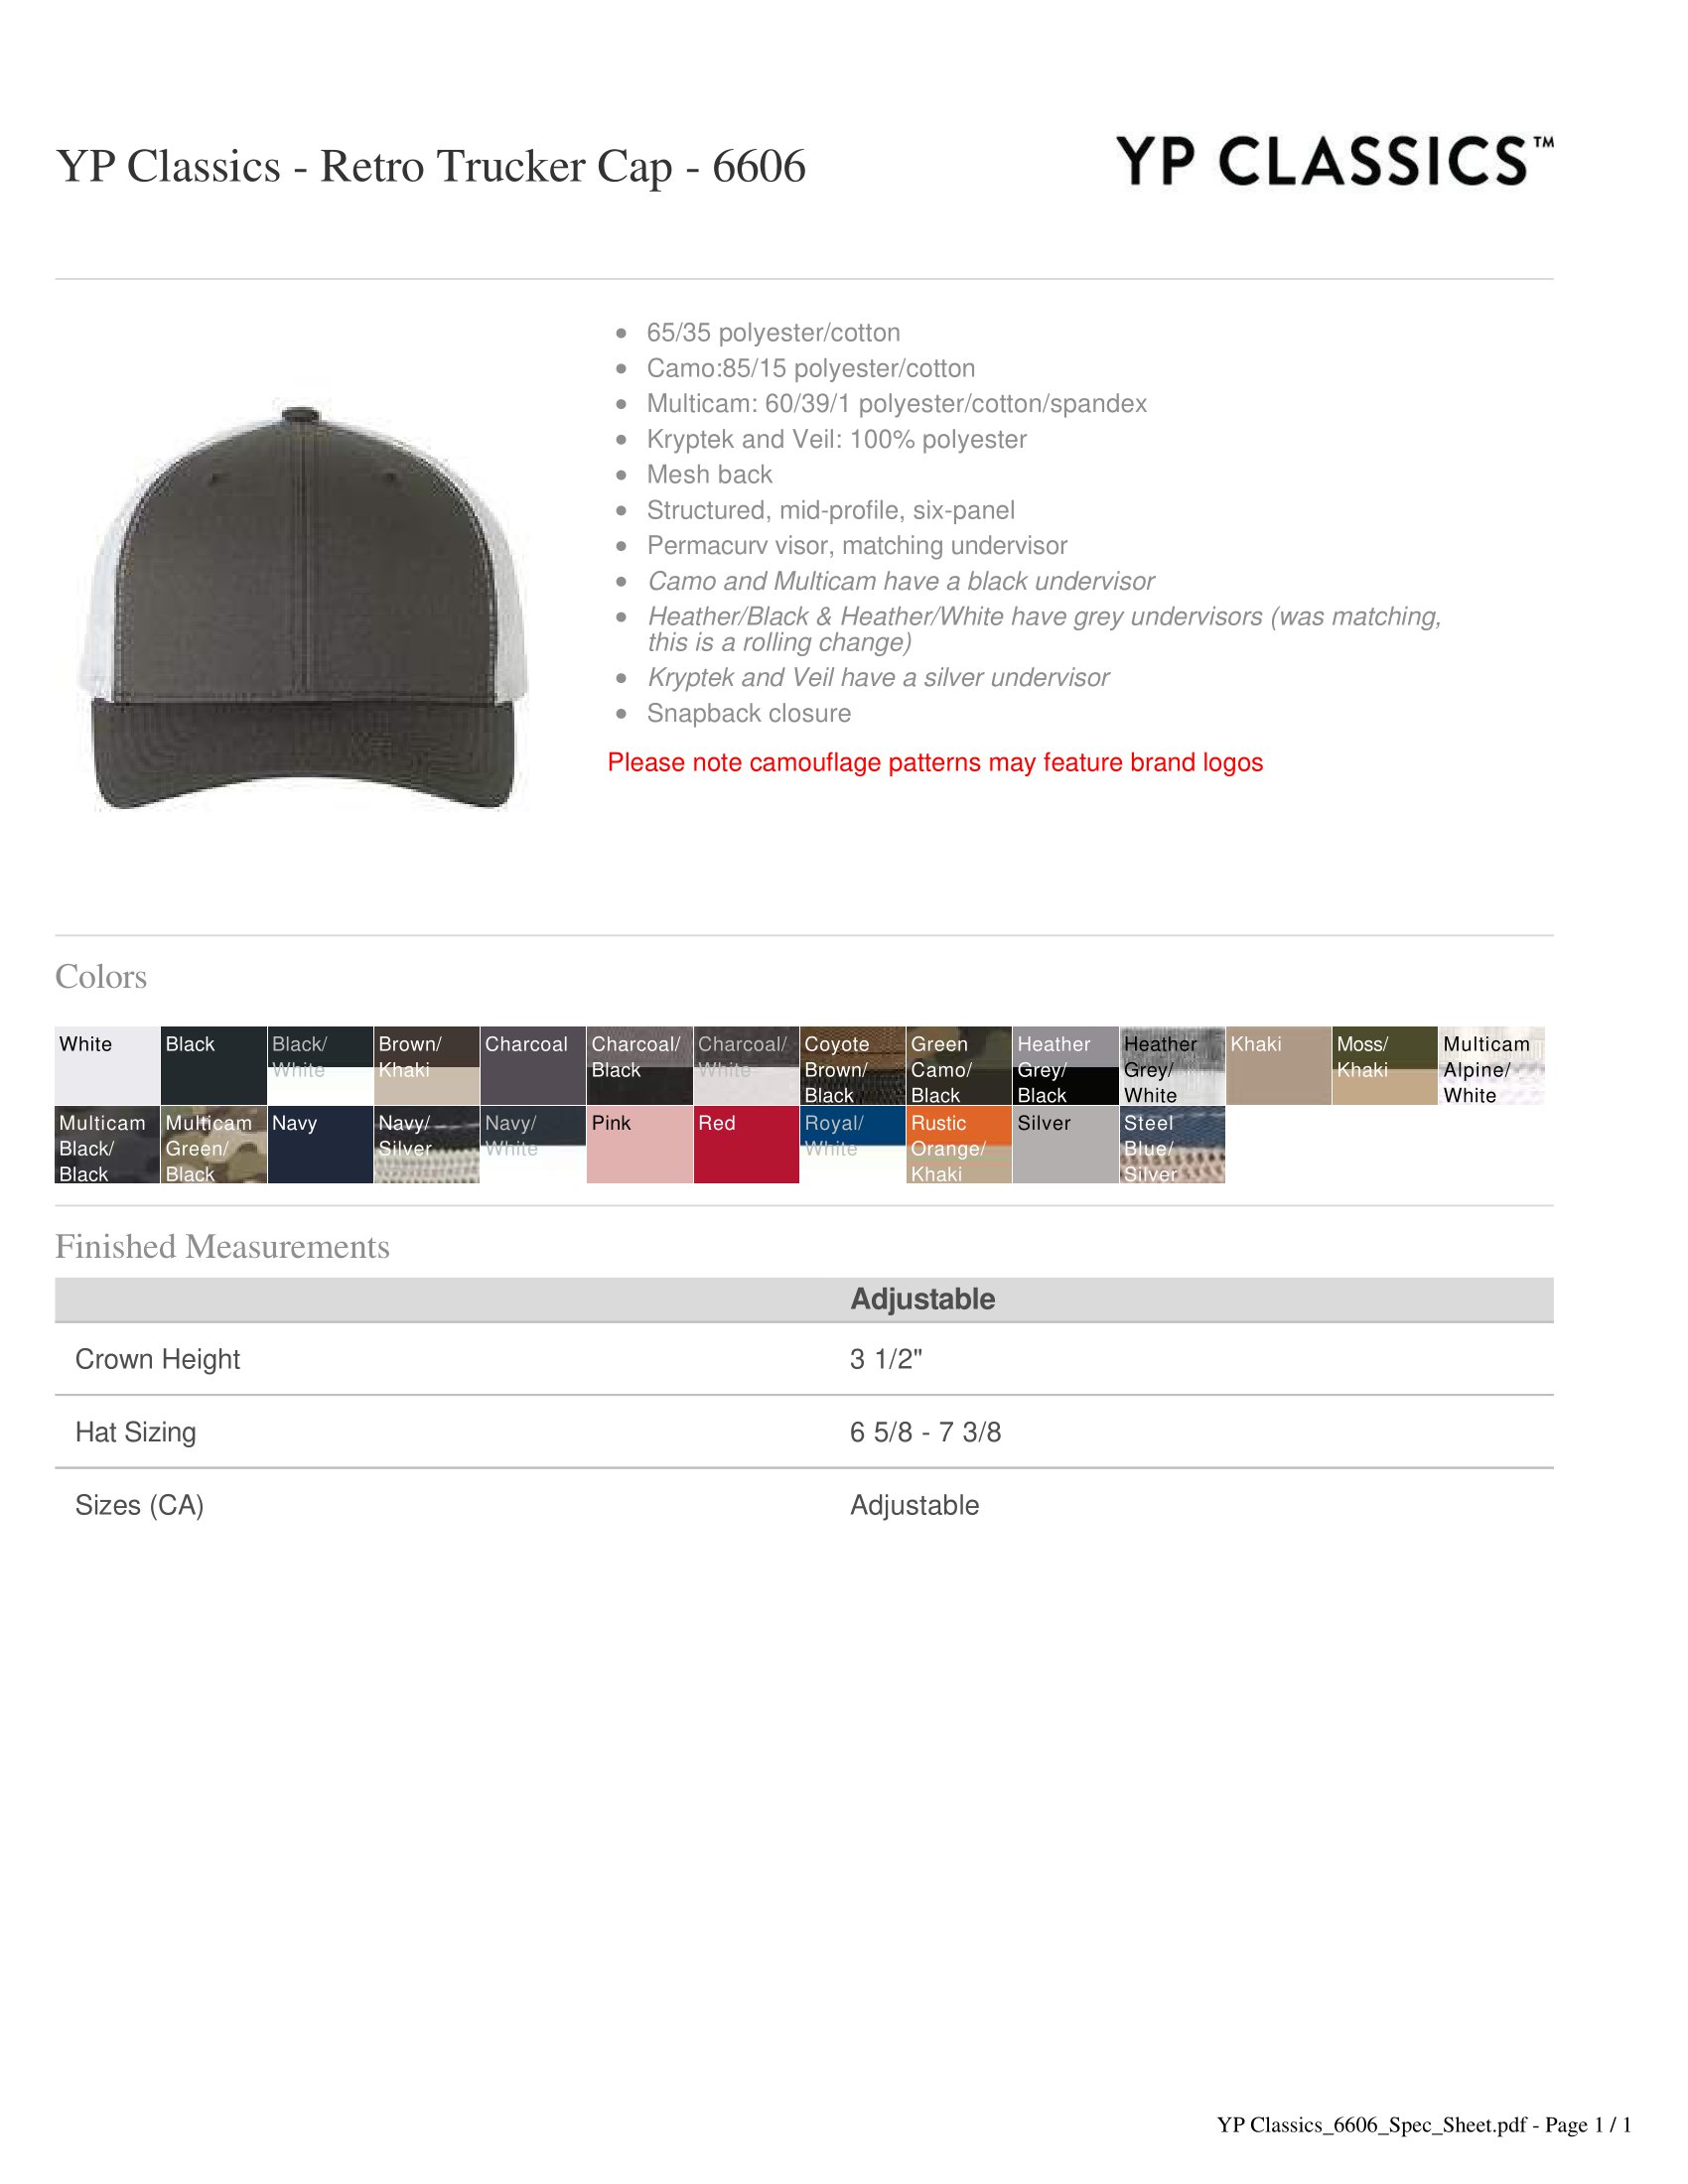 YP Classics - Retro Trucker Cap - 6606
YP CLASSICS™
65/35 polyester/cotton
Camo:85/15 polyester/cotton
Multicam: 60/39/1 polyester/cotton/spandex
Kryptek and Veil: 100% polyester
Mesh back
Structured, mid-profile, six-panel
Permacurv visor, matching undervisor
Camo and Multicam have a black undervisor
Heather/Black & Heather/White have grey undervisors (was matching,
this is a rolling change)
Kryptek and Veil have a silver undervisor
Snapback closure
Please note camouflage patterns may feature brand logos
Colors
White
Black
Black/
White
Brown/
Khaki
Charcoal
Charcoal/
Black
Charcoal/
White
Coyote
Brown/
Black
Green
Camo/
Black
Heather
Grey/
Black
Heather
Grey/
White
Khaki
Moss/
Khaki
Multicam
Alpine/
White
Multicam
Black/
Black
Multicam
Green/
Black
Navy
Navy/
Silver
Navy/
White
Pink
Red
Royal/
White
Rustic
Orange/
Khaki
Silver
Steel
Blue/
Silver
Finished Measurements
Adjustable
Crown Height 3 1/2"
Hat Sizing 6 5/8 - 7 3/8
Sizes (CA) Adjustable
YP Classics_6606_Spec_Sheet.pdf - Page 1 / 1